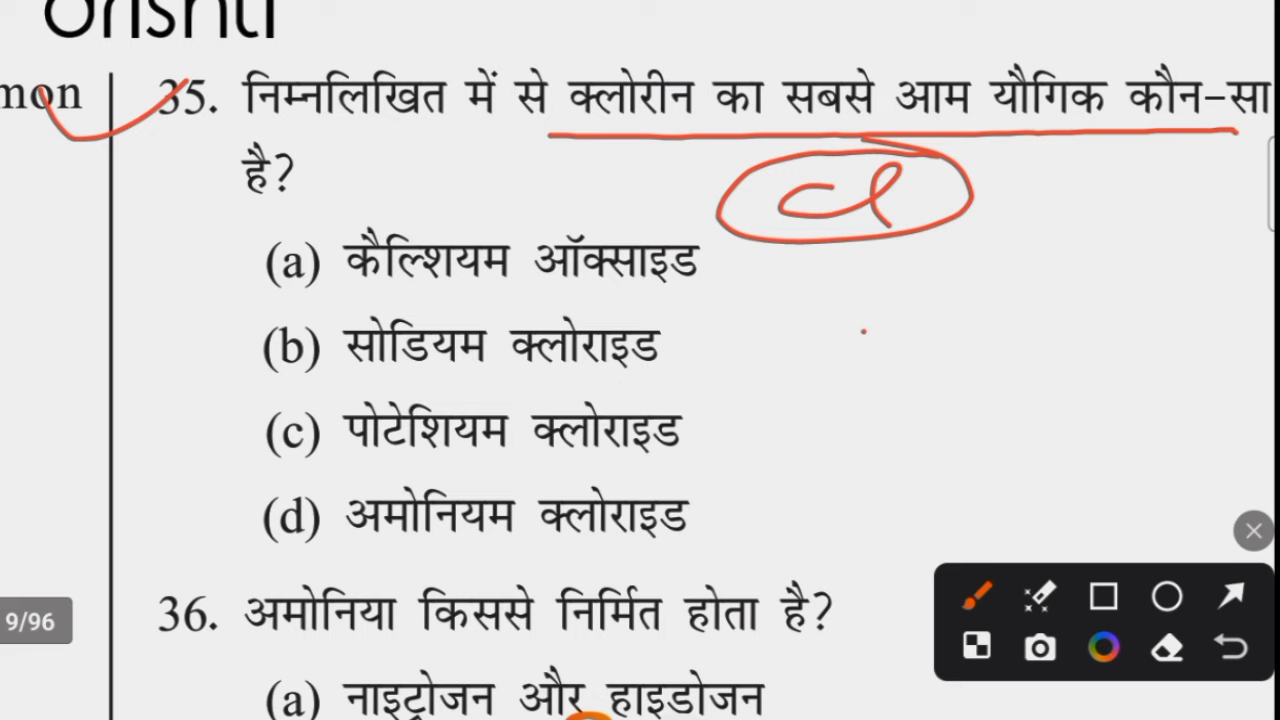 Drishti
mon
35. निम्नलिखित में से क्लोरीन का सबसे आम यौगिक कौन-सा
है?
cl
(a) कैल्शियम ऑक्साइड
(b) सोडियम क्लोराइड
(c) पोटेशियम क्लोराइड
(d) अमोनियम क्लोराइड
36. अमोनिया किससे निर्मित होता है?
(a) नाइट्रोजन और हाइड्रोजन
9/96